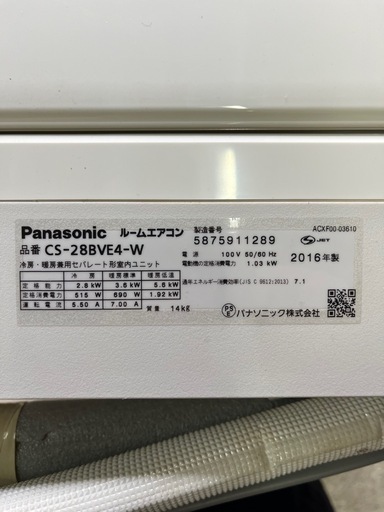 Panasonic ルームエアコン
品番 CS-28BVE4-W
冷房・暖房兼用セパレート形室内ユニット
冷房 暖房標準 暖房低温
定格能力 2.8 kW 3.6 kW 5.6 kW
定格消費電力 515 W 690 W 1.92 kW
運転電流 5.50 A 7.00 A
質量 14kg
製造番号
5875911289
JET
ACXF00-03610
電源 100V 50/60 Hz
電動機の定格消費電力 1.03 kW
2016年製
通年エネルギー消費効率(JIS C 9612:2013) 7.1
PSE パナソニック株式会社